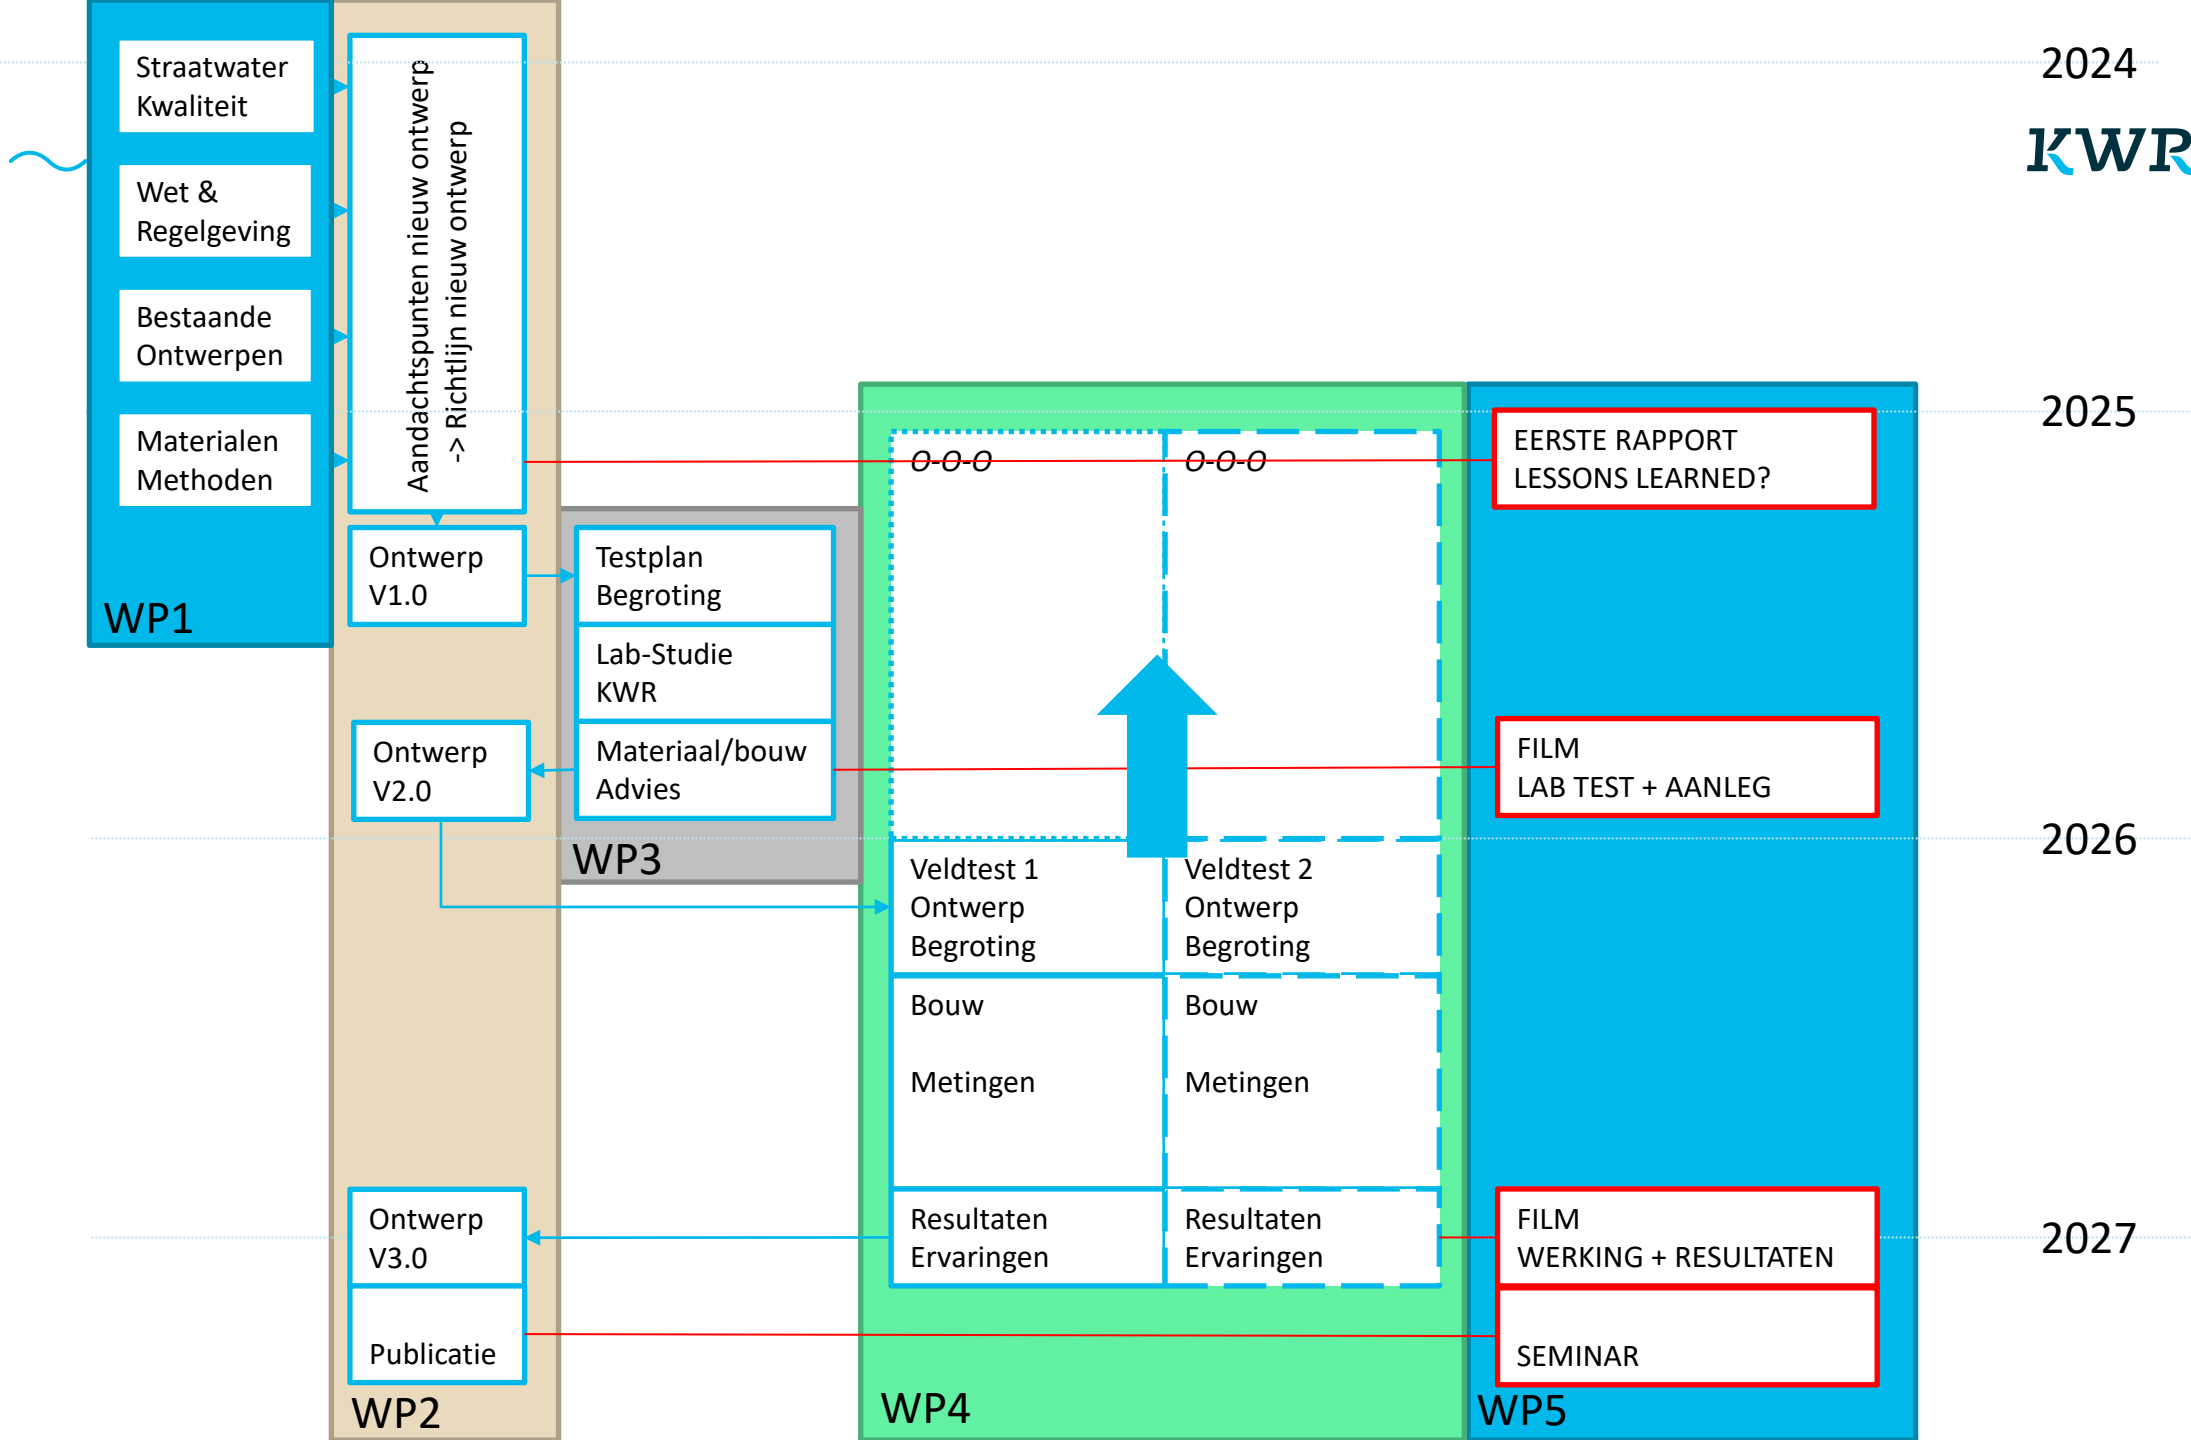 2024
KWR
Straatwater
Kwaliteit
Wet &
Regelgeving
Bestaande
Ontwerpen
Materialen
Methoden
WP1
Aandachtspunten nieuw ontwerp
-> Richtlijn nieuw ontwerp
Ontwerp
V1.0
Ontwerp
V2.0
Ontwerp
V3.0
Publicatie
WP2
Testplan
Begroting
Lab-Studie
KWR
Materiaal/bouw
Advies
WP3
0-0-0
0-0-0
Veldtest 1
Ontwerp
Begroting
Veldtest 2
Ontwerp
Begroting
Bouw
Metingen
Bouw
Metingen
Resultaten
Ervaringen
Resultaten
Ervaringen
WP4
EERSTE RAPPORT
LESSONS LEARNED?
FILM
LAB TEST + AANLEG
FILM
WERKING + RESULTATEN
SEMINAR
WP5
2025
2026
2027